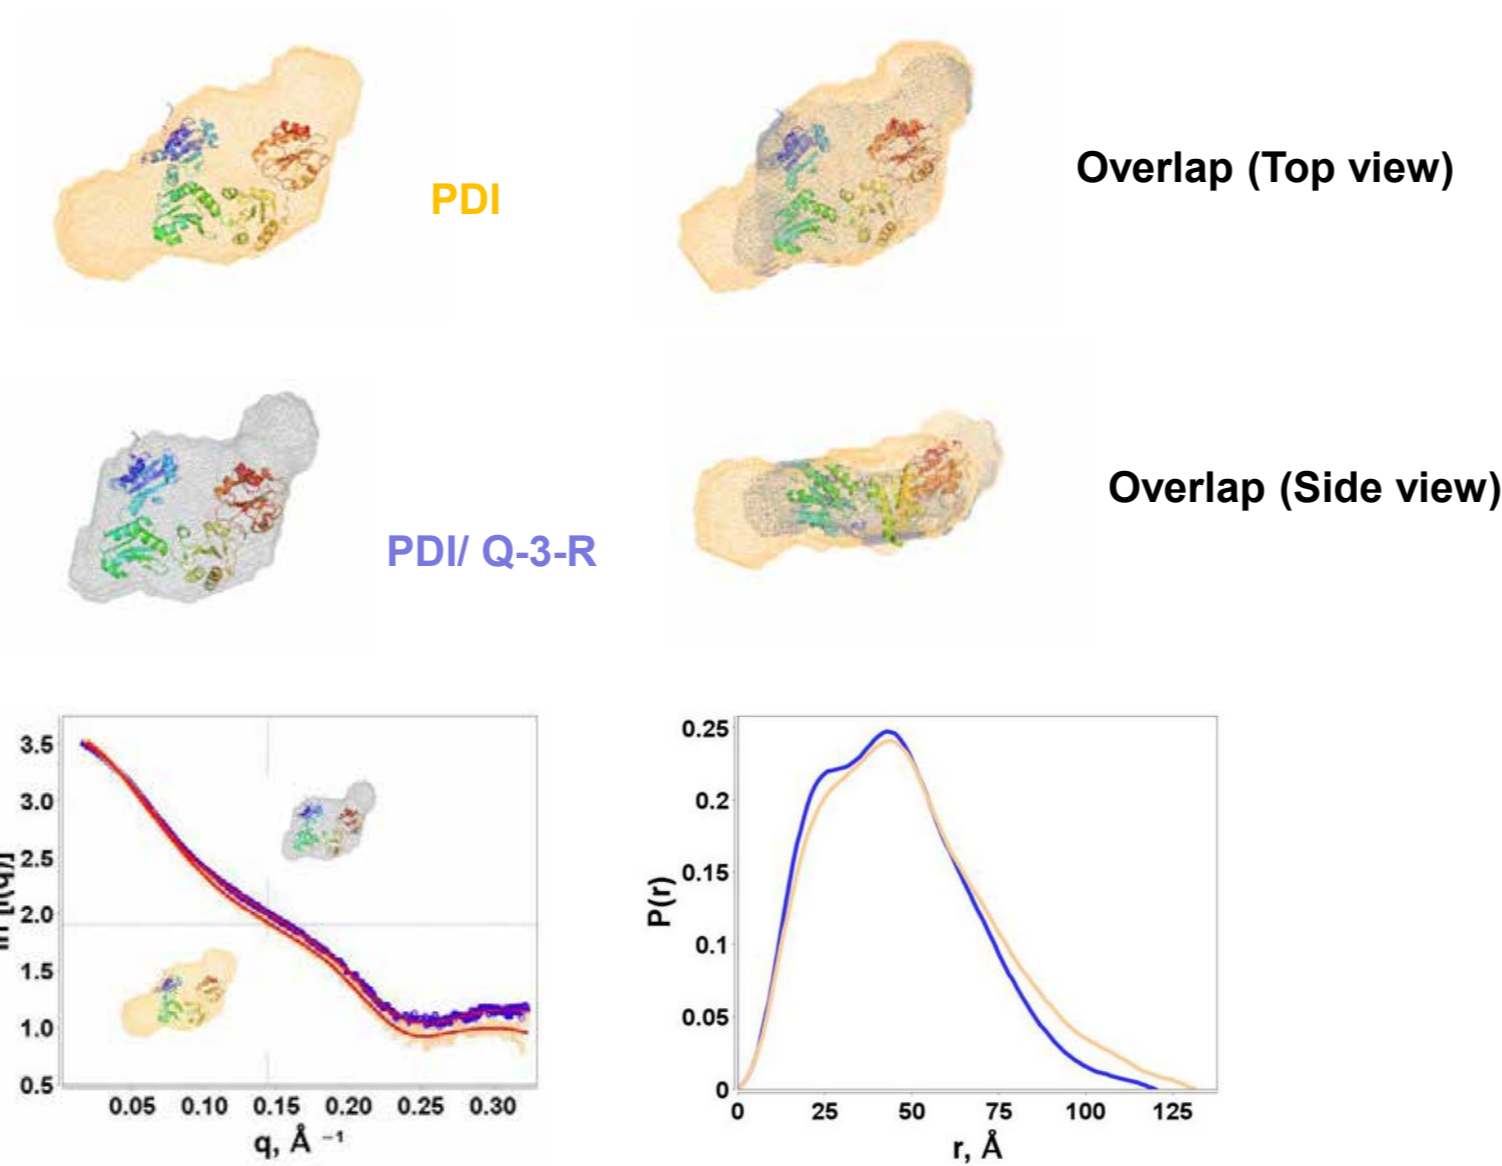 PDI
Overlap (Top view)
PDI/ Q-3-R
Overlap (Side view)
3.5
3.0
2.5
2.0
1.5
1.0
0.5
0.05 0.10 0.15 0.20 0.25 0.30
q, Å ⁻¹
P(r)
0.25
0.2
0.15
0.1
0.05
0
0 25 50 75 100 125
r, Å